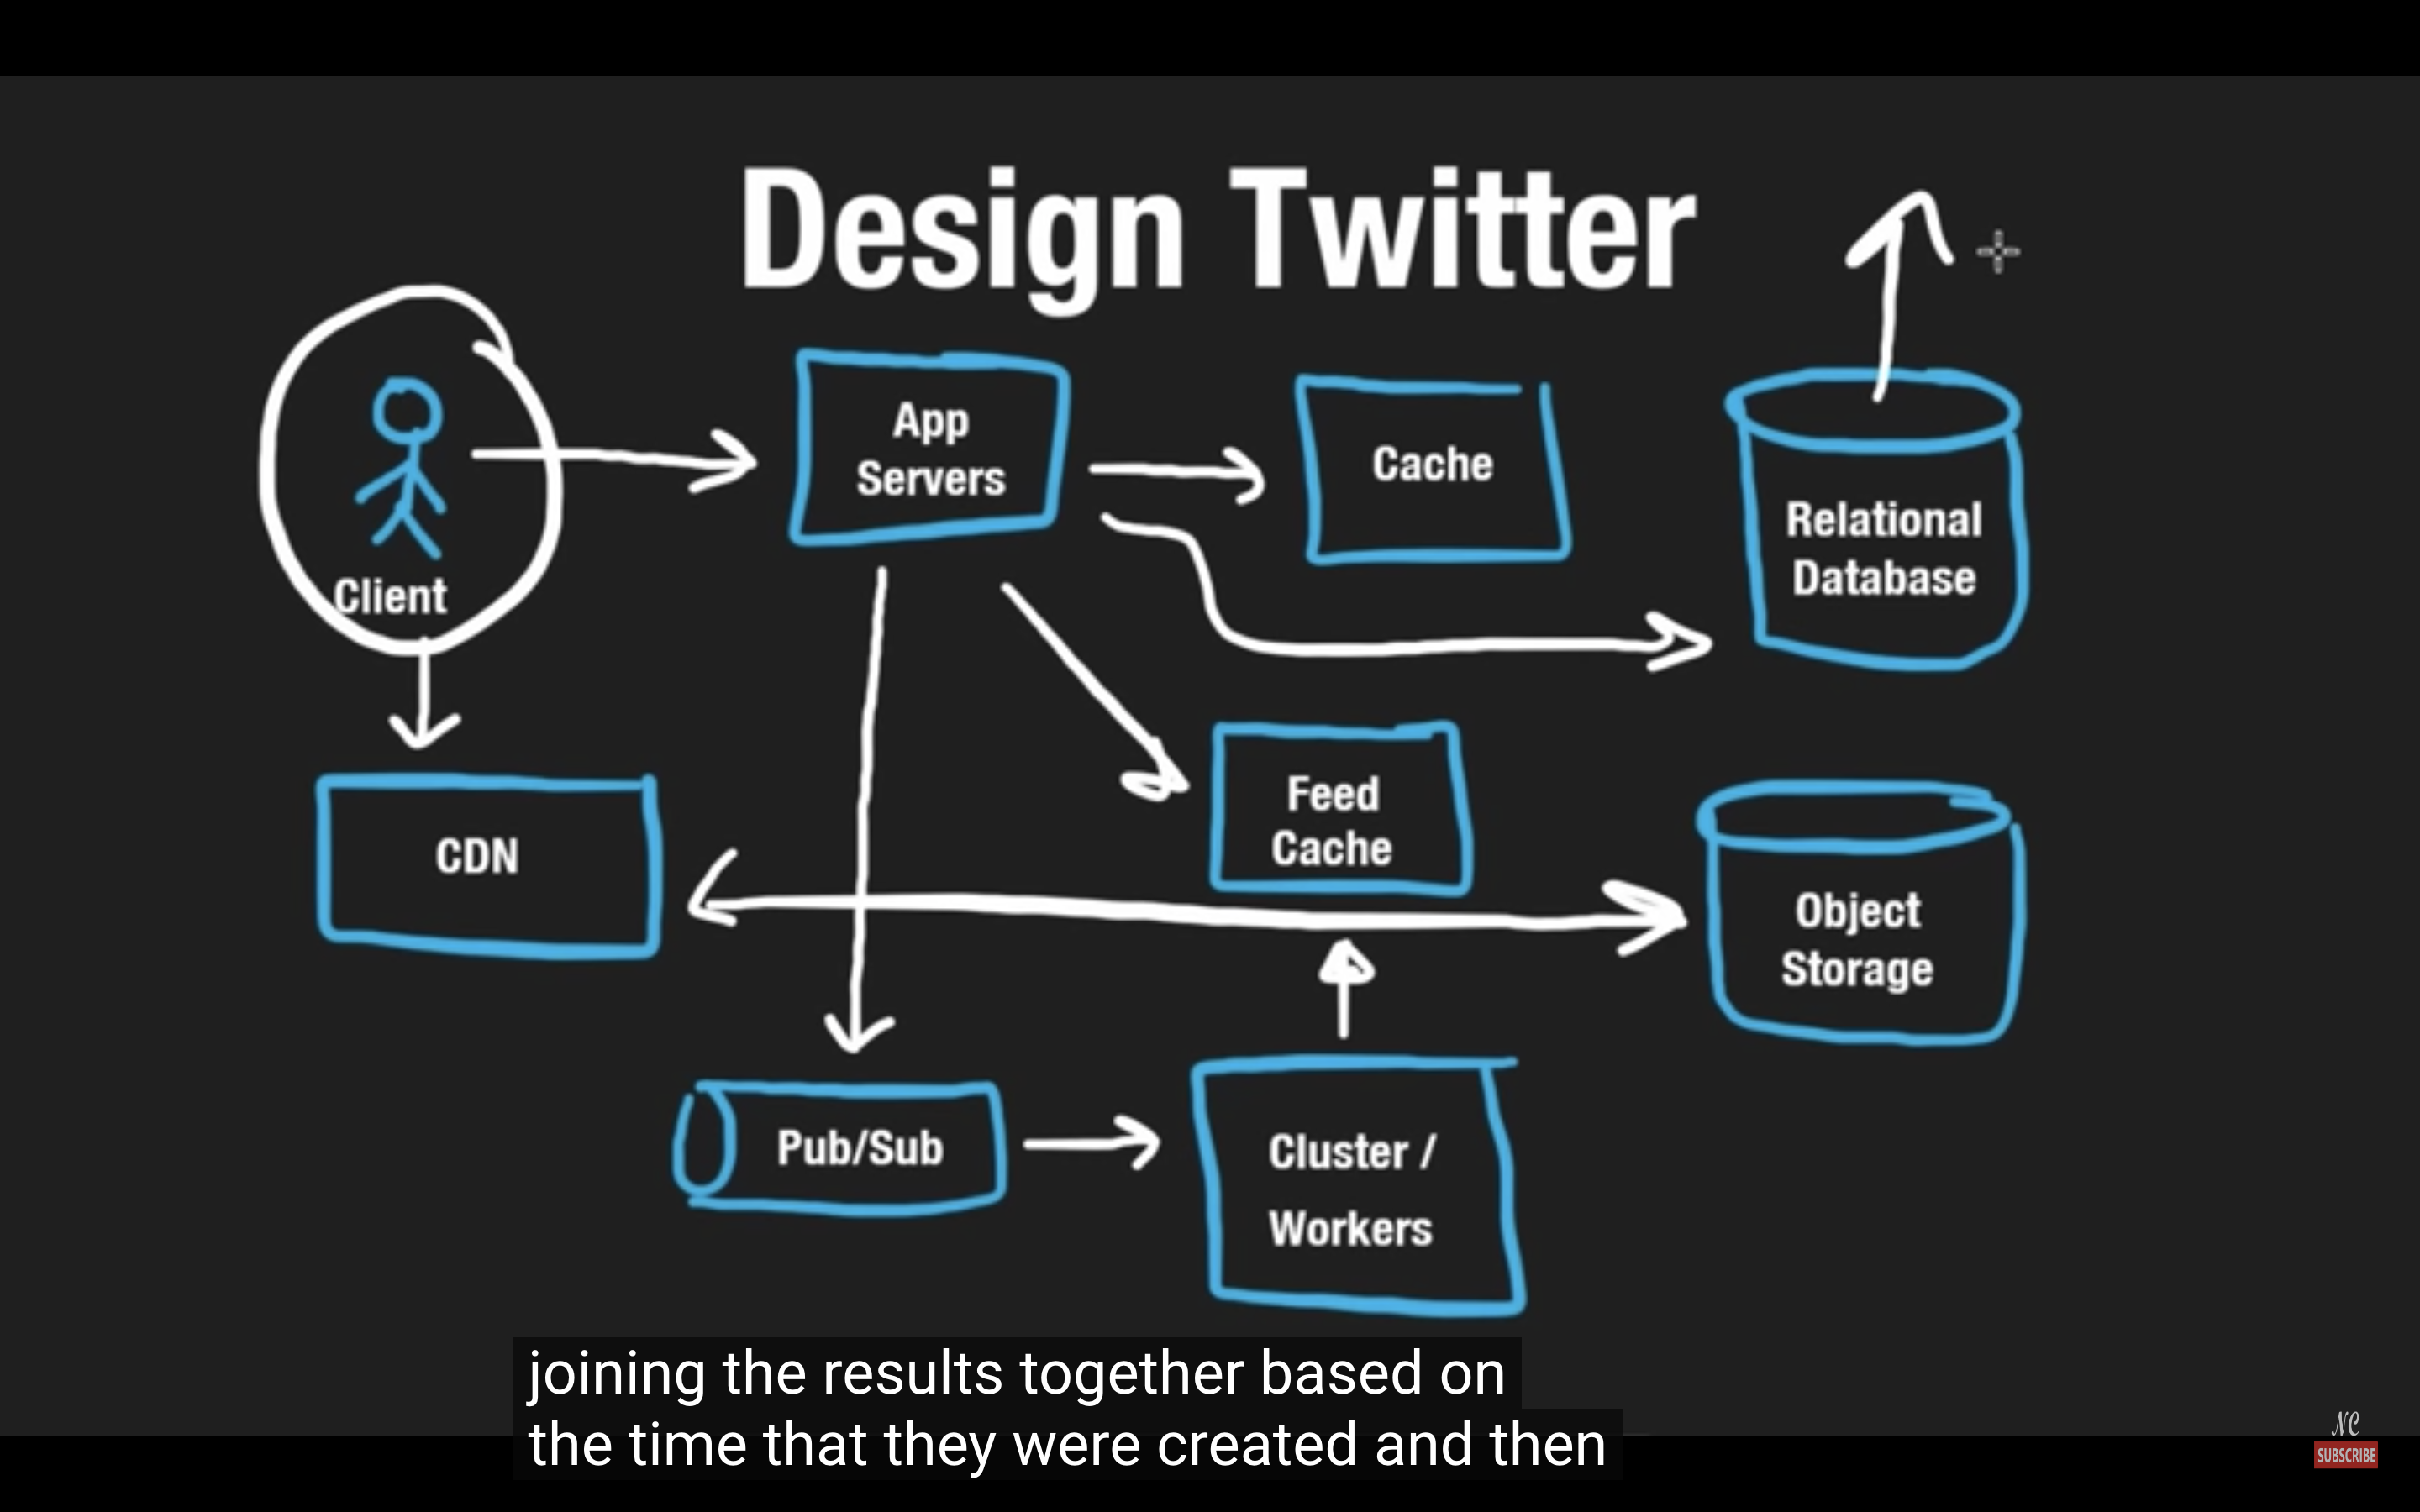 Design Twitter
App
Servers
Cache
Relational
Database
Client
Feed
Cache
CDN
Object
Storage
Pub/Sub
Cluster /
Workers
joining the results together based on
the time that they were created and then
NC
SUBSCRIBE